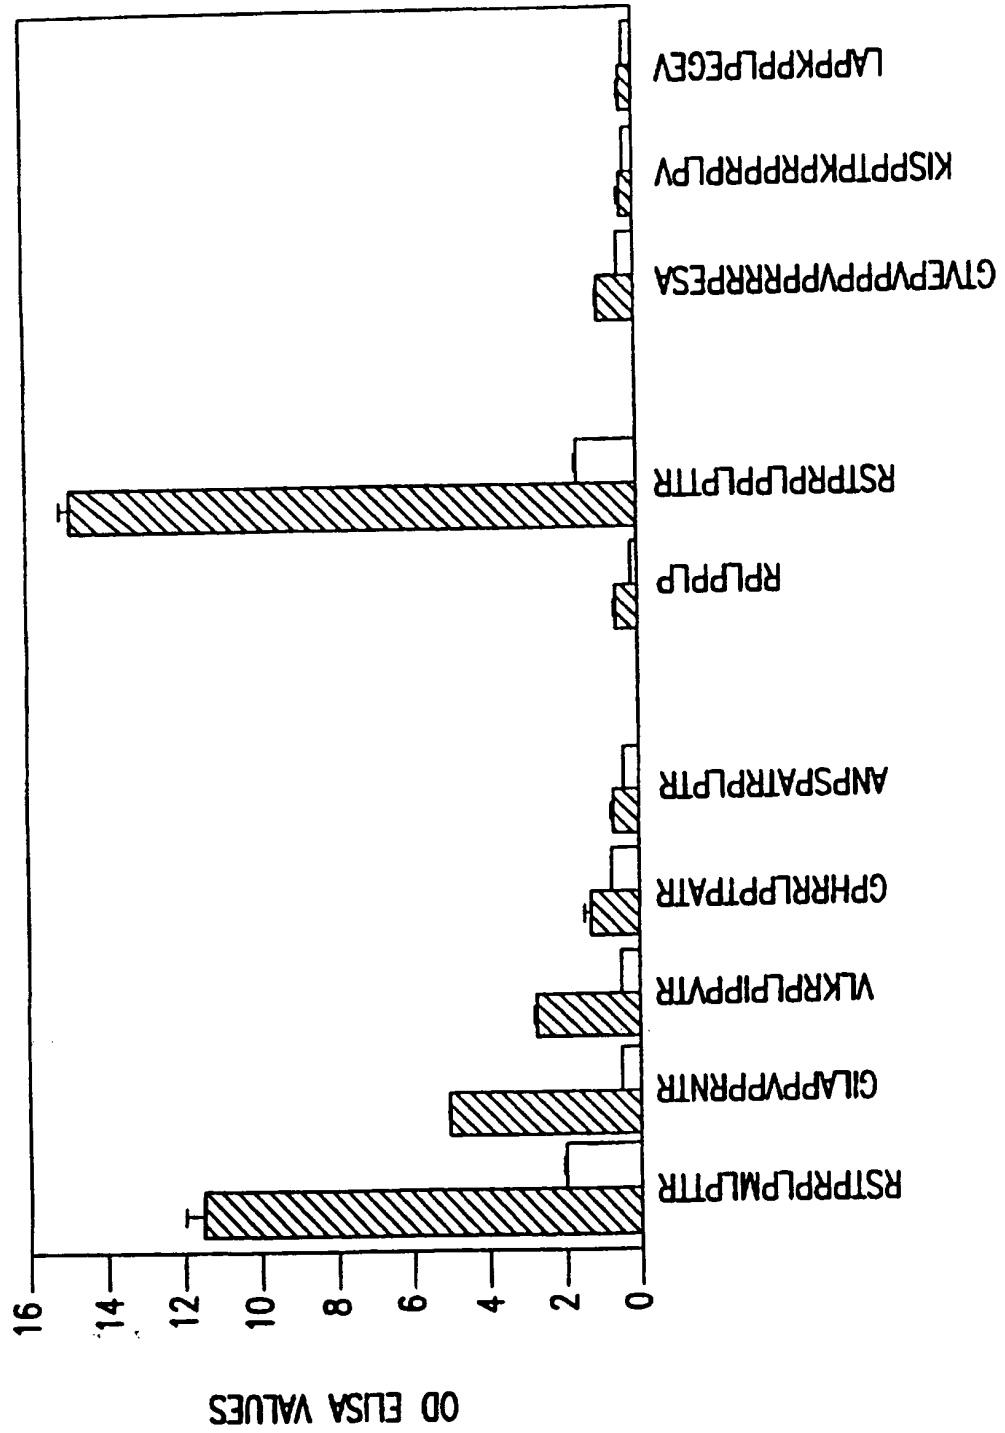 OD ELISA VALUES
16
14
12
10
8
6
4
2
0
RSTPRLPMLPTTR
GILAPPVPPRNTR
VLKRPLPIPPVTR
GPHRRLPPTPATR
ANPSPATRPLPTR
RPLPPLP
RSTPRPLPPLPTTR
GTVEPVPPPVPPRRRPESA
KISPPTPKPRPPRPLPV
LAPPKPPLPEGEV